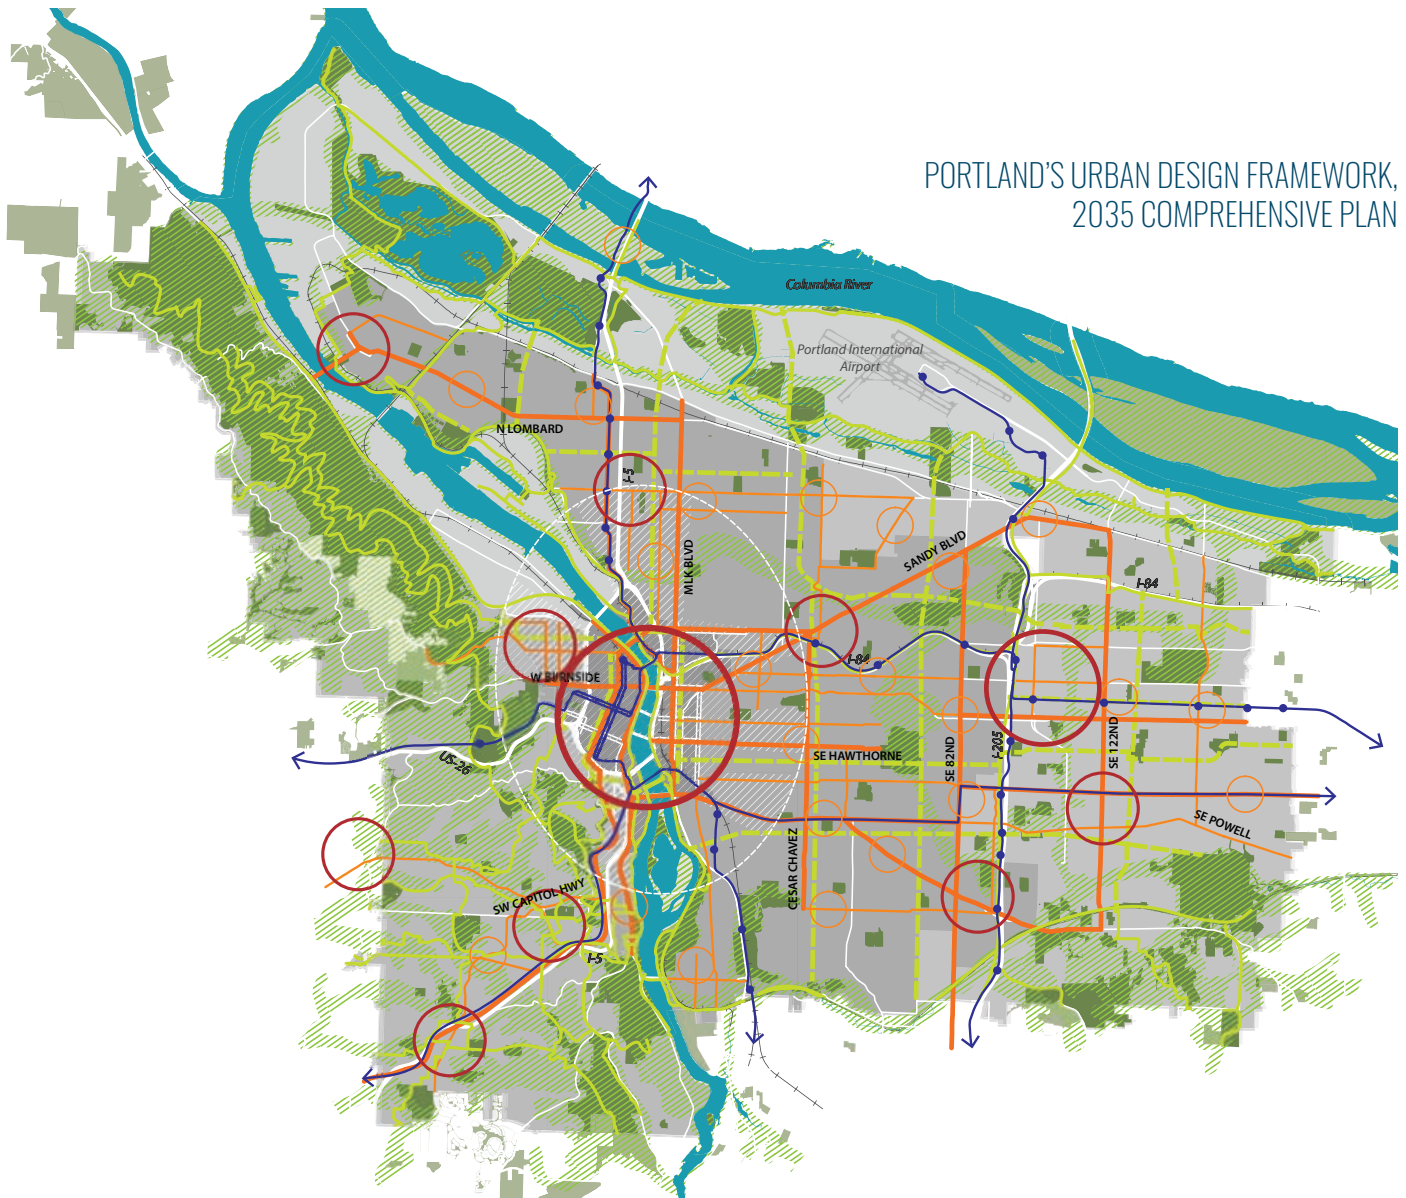 PORTLAND'S URBAN DESIGN FRAMEWORK,
2035 COMPREHENSIVE PLAN
Columbia River
Portland International
Airport
N LOMBARD
I-5
MLK BLVD
SANDY BLVD
I-84
I-84
W BURNSIDE
US-26
SE HAWTHORNE
SE 82ND
I-205
SE 122ND
SE POWELL
CESAR CHAVEZ
SW CAPITOL HWY
I-5